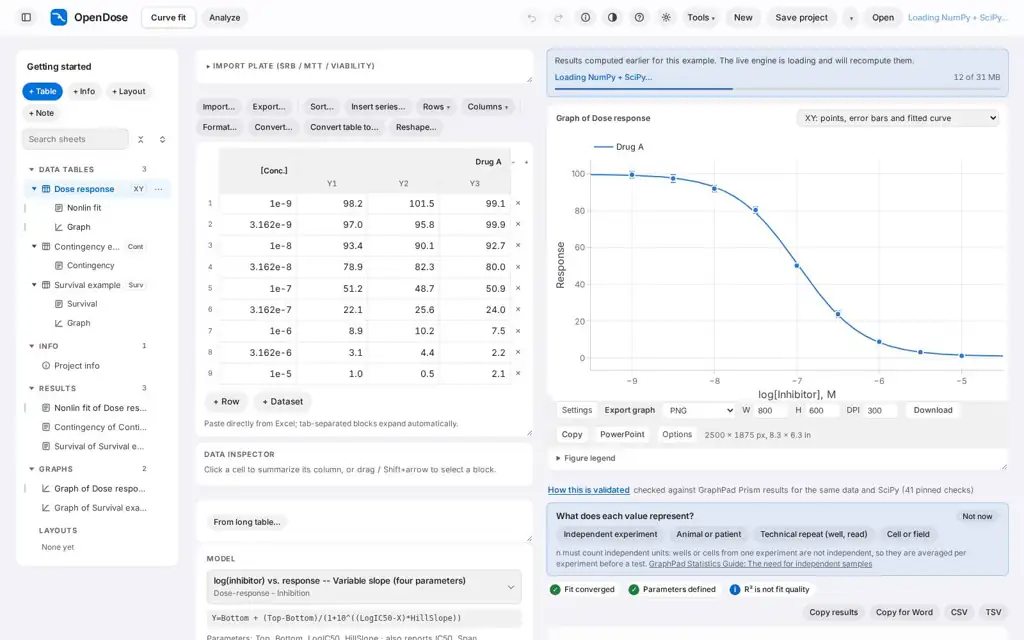 OpenDose
Curve fit
Analyze
Tools
New
Save project
Open
Loading NumPy + SciPy...
Getting started
+ Table
+ Info
+ Layout
+ Note
Search sheets
DATA TABLES 3
Dose response XY ...
Nonlin fit
Graph
Contingency e... Cont
Contingency
Survival example Surv
Survival
Graph
INFO 1
Project info
RESULTS 3
Nonlin fit of Dose res...
Contingency of Conti...
Survival of Survival e...
GRAPHS 2
Graph of Dose respo...
Graph of Survival exa...
LAYOUTS
None yet
IMPORT PLATE (SRB / MTT / VIABILITY)
Import... Export... Sort... Insert series... Rows Columns
Format... Convert... Convert table to... Reshape...
[Conc.] Drug A
Y1 Y2 Y3
1 1e-9 98.2 101.5 99.1 ×
2 3.162e-9 97.0 95.8 99.9 ×
3 1e-8 93.4 90.1 92.7 ×
4 3.162e-8 78.9 82.3 80.0 ×
5 1e-7 51.2 48.7 50.9 ×
6 3.162e-7 22.1 25.6 24.0 ×
7 1e-6 8.9 10.2 7.5 ×
8 3.162e-6 3.1 4.4 2.2 ×
9 1e-5 1.0 0.5 2.1 ×
+ Row + Dataset
Paste directly from Excel; tab-separated blocks expand automatically.
DATA INSPECTOR
Click a cell to summarize its column, or drag / Shift+arrow to select a block.
From long table...
MODEL
log(inhibitor) vs. response -- Variable slope (four parameters)
Dose-response - Inhibition
Y=Bottom + (Top-Bottom)/(1+10^((LogIC50-X)*HillSlope))
Parameters: Top, Bottom, LogIC50, HillSlope · also reports IC50, Span
Results computed earlier for this example. The live engine is loading and will recompute them.
Loading NumPy + SciPy... 12 of 31 MB
Graph of Dose response
XY: points, error bars and fitted curve
Drug A
Response
100
80
60
40
20
0
−9 −8 −7 −6 −5
log[Inhibitor], M
Settings Export graph PNG W 800 H 600 DPI 300 Download
Copy PowerPoint Options 2500 × 1875 px, 8.3 × 6.3 in
Figure legend
How this is validated checked against GraphPad Prism results for the same data and SciPy (41 pinned checks)
What does each value represent? Not now
Independent experiment Animal or patient Technical repeat (well, read) Cell or field
n must count independent units: wells or cells from one experiment are not independent, so they are averaged per
experiment before a test. GraphPad Statistics Guide: The need for independent samples
Fit converged Parameters defined R² is not fit quality
Copy results Copy for Word CSV TSV